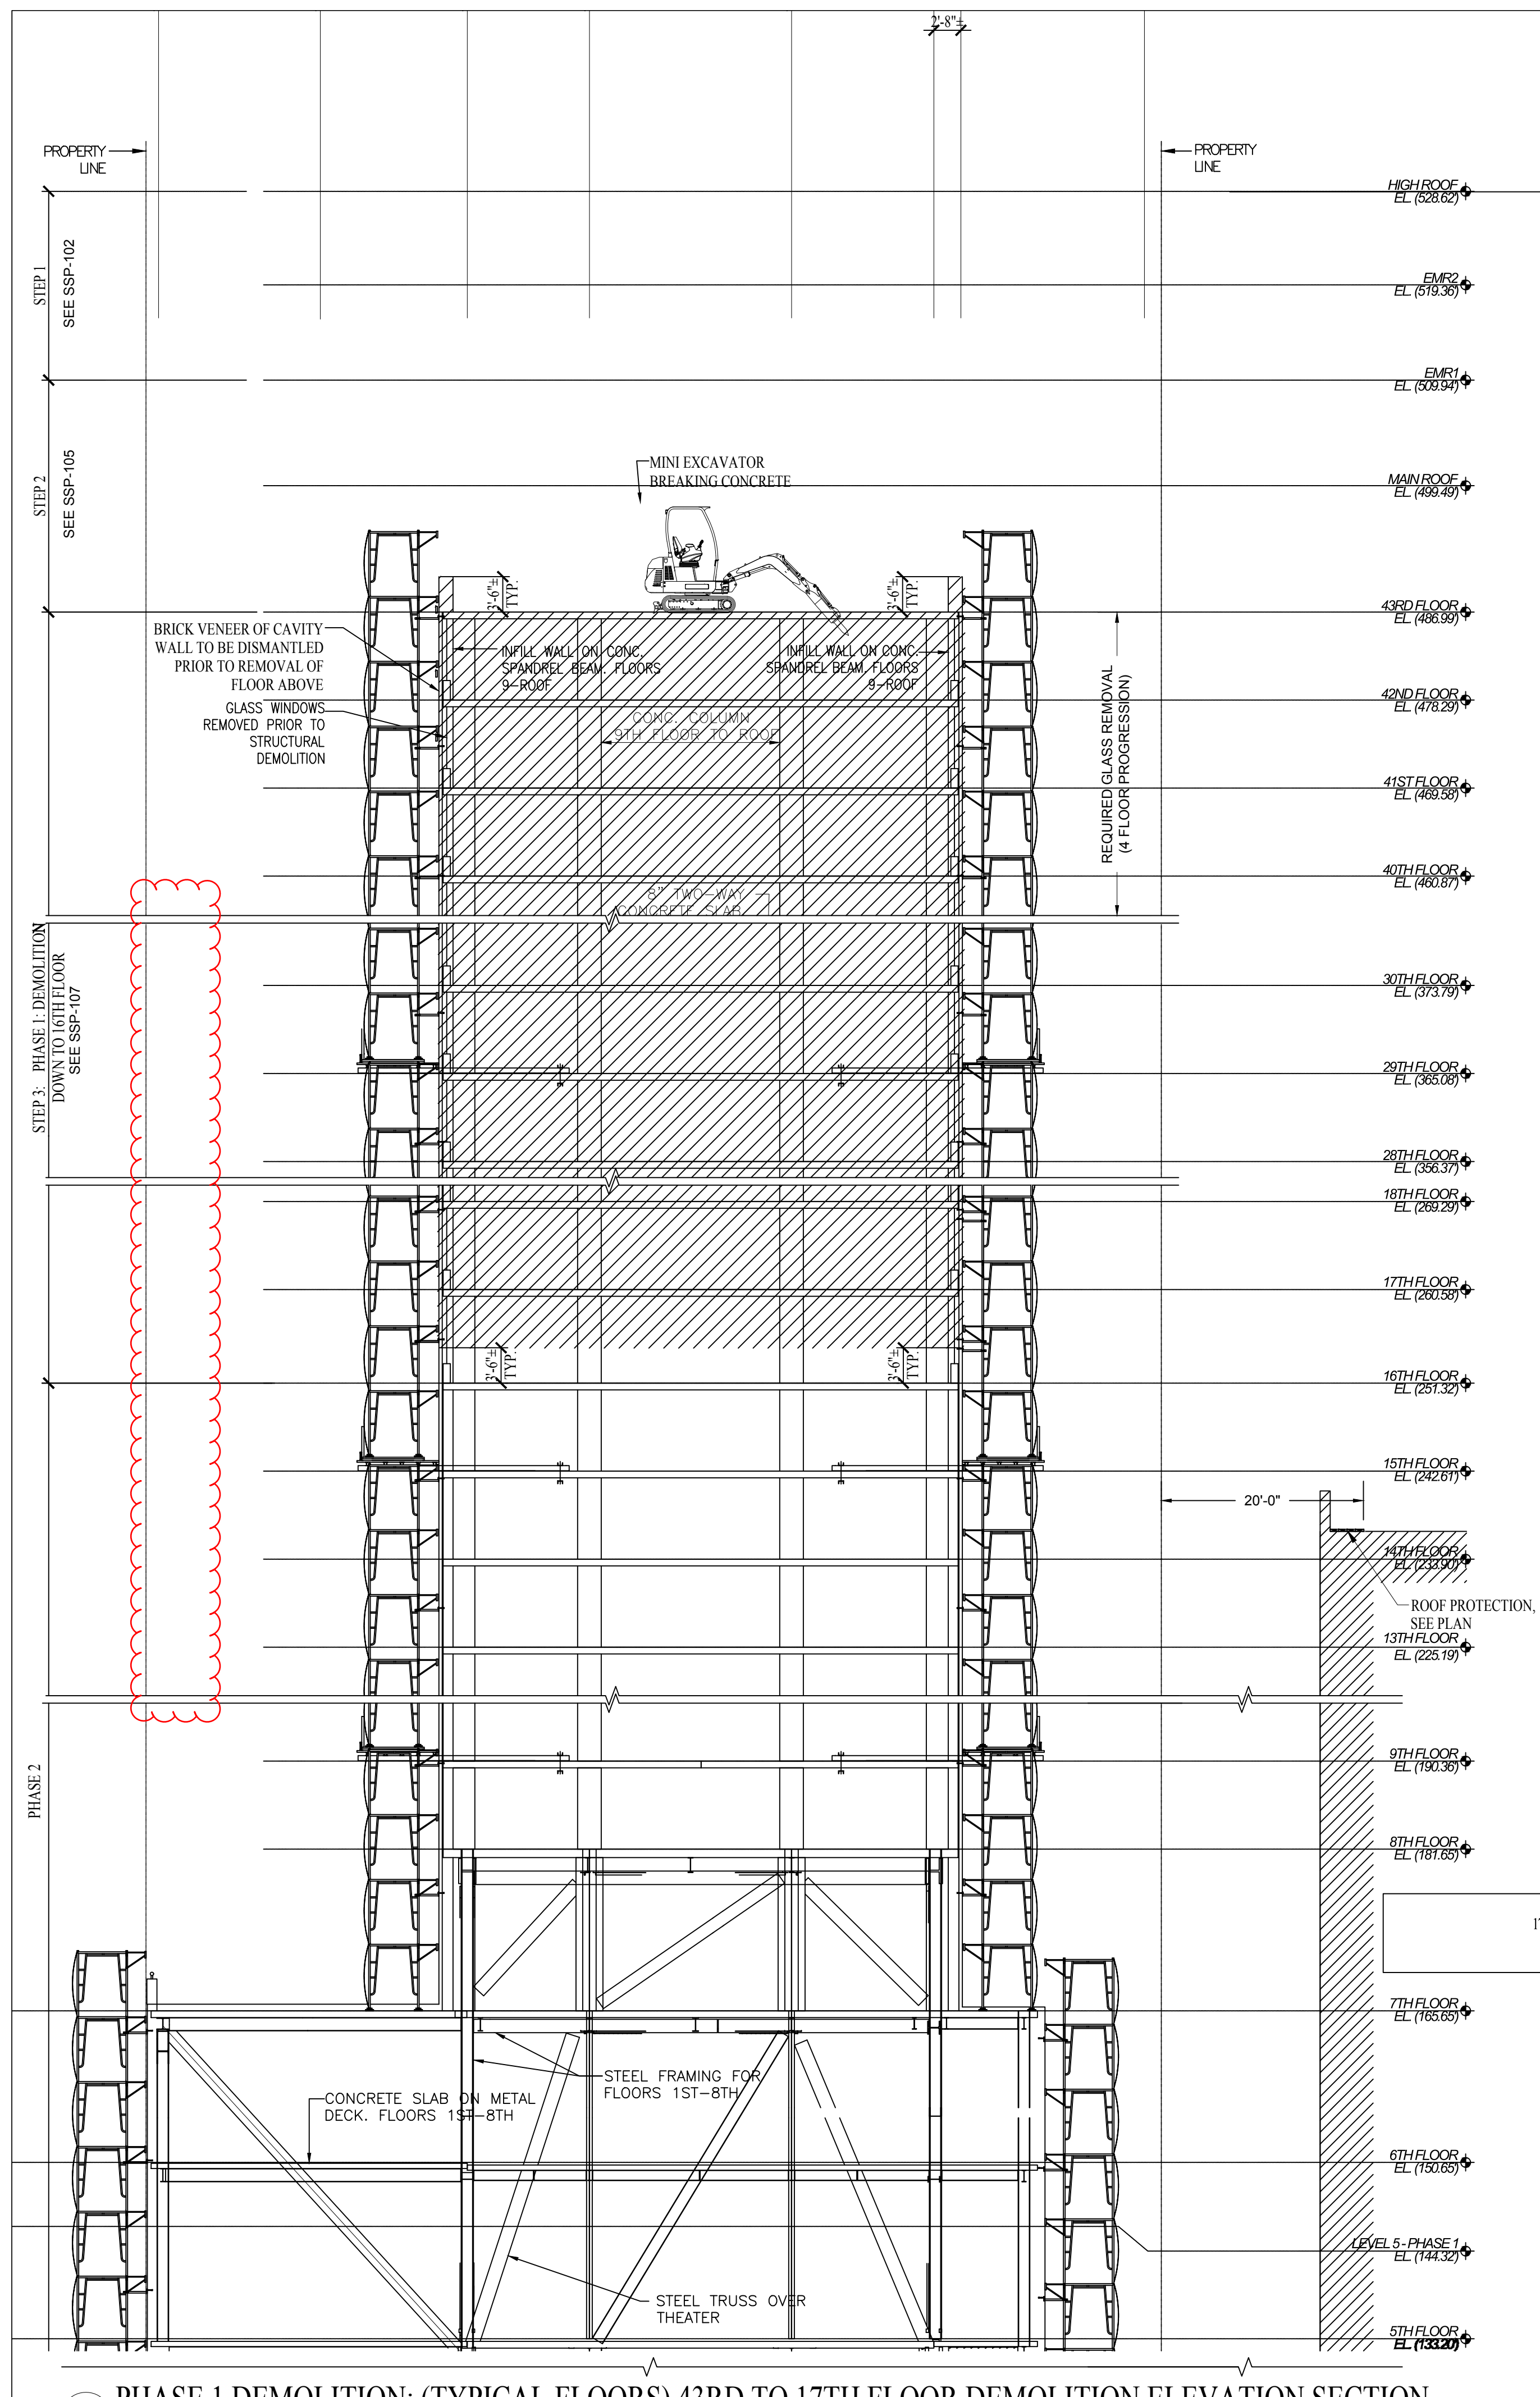 2'-8"±
PROPERTY
LINE
PROPERTY
LINE
HIGH ROOF
EL. (528.62')
STEP 1
SEE SSP-102
EMR2
EL. (519.36')
EMR1
EL. (509.94')
STEP 2
SEE SSP-105
MINI EXCAVATOR
BREAKING CONCRETE
MAIN ROOF
EL. (499.49')
3'-6"±
TYP.
3'-6"±
TYP.
43RD FLOOR
EL. (486.99')
BRICK VENEER OF CAVITY
WALL TO BE DISMANTLED
PRIOR TO REMOVAL OF
FLOOR ABOVE
GLASS WINDOWS
REMOVED PRIOR TO
STRUCTURAL
DEMOLITION
INFILL WALL ON CONC.
SPANDREL BEAM. FLOORS
9-ROOF
INFILL WALL ON CONC.
SPANDREL BEAM. FLOORS
9-ROOF
CONC. COLUMN
9TH FLOOR TO ROOF
REQUIRED GLASS REMOVAL
(4 FLOOR PROGRESSION)
42ND FLOOR
EL. (478.29')
41ST FLOOR
EL. (469.58')
40TH FLOOR
EL. (460.87')
8" TWO-WAY
CONCRETE SLAB
STEP 3: PHASE 1: DEMOLITION
DOWN TO 16TH FLOOR
SEE SSP-107
30TH FLOOR
EL. (373.79')
29TH FLOOR
EL. (365.08')
28TH FLOOR
EL. (356.37')
18TH FLOOR
EL. (269.29')
17TH FLOOR
EL. (260.58')
3'-6"±
TYP.
3'-6"±
TYP.
16TH FLOOR
EL. (251.32')
15TH FLOOR
EL. (242.61')
20'-0"
14TH FLOOR
EL. (233.90')
ROOF PROTECTION,
SEE PLAN
13TH FLOOR
EL. (225.19')
PHASE 2
9TH FLOOR
EL. (190.36')
8TH FLOOR
EL. (181.65')
7TH FLOOR
EL. (165.65')
STEEL FRAMING FOR
FLOORS 1ST-8TH
CONCRETE SLAB ON METAL
DECK. FLOORS 1ST-8TH
6TH FLOOR
EL. (150.65')
LEVEL 5 - PHASE 1
EL. (144.32')
STEEL TRUSS OVER
THEATER
5TH FLOOR
EL. (133.20')
PHASE 1 DEMOLITION: (TYPICAL FLOORS) 43RD TO 17TH FLOOR DEMOLITION ELEVATION SECTION